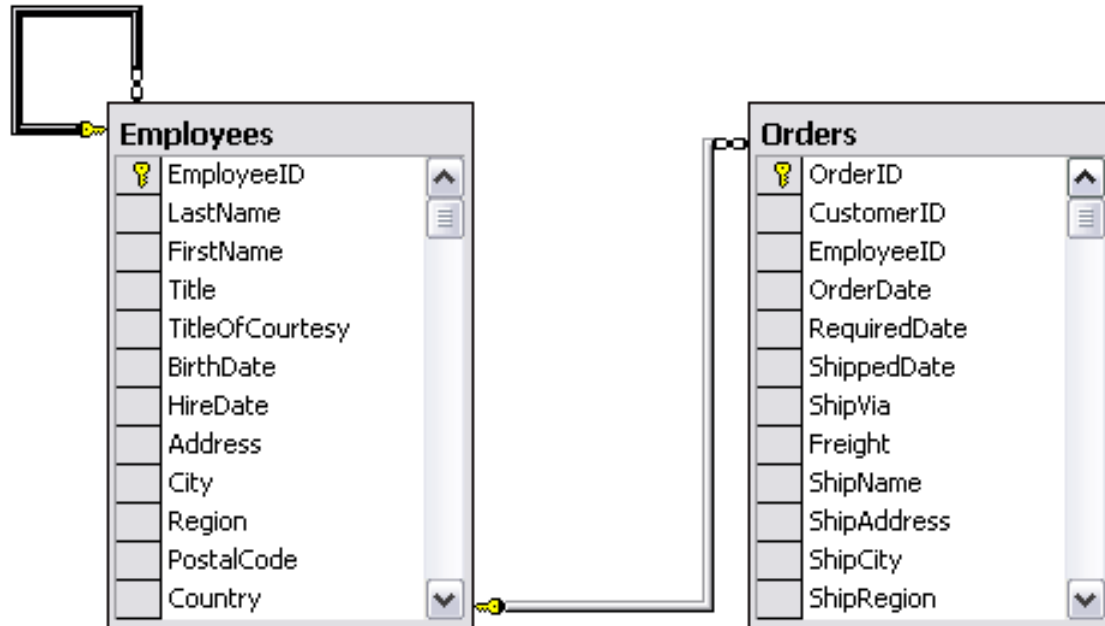 Employees
EmployeeID
LastName
FirstName
Title
TitleOfCourtesy
BirthDate
HireDate
Address
City
Region
PostalCode
Country
Orders
OrderID
CustomerID
EmployeeID
OrderDate
RequiredDate
ShippedDate
ShipVia
Freight
ShipName
ShipAddress
ShipCity
ShipRegion